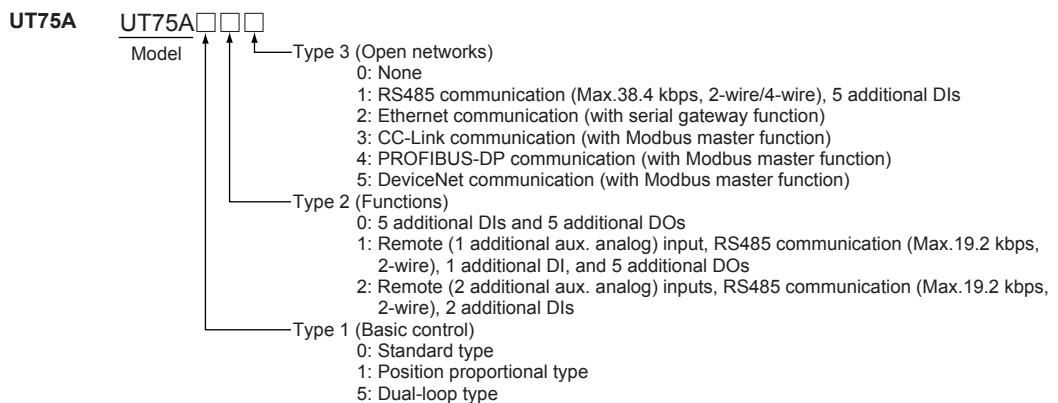 UT75A UT75A□□□
Model
Type 3 (Open networks)
0: None
1: RS485 communication (Max.38.4 kbps, 2-wire/4-wire), 5 additional DIs
2: Ethernet communication (with serial gateway function)
3: CC-Link communication (with Modbus master function)
4: PROFIBUS-DP communication (with Modbus master function)
5: DeviceNet communication (with Modbus master function)
Type 2 (Functions)
0: 5 additional DIs and 5 additional DOs
1: Remote (1 additional aux. analog) input, RS485 communication (Max.19.2 kbps,
2-wire), 1 additional DI, and 5 additional DOs
2: Remote (2 additional aux. analog) inputs, RS485 communication (Max.19.2 kbps,
2-wire), 2 additional DIs
Type 1 (Basic control)
0: Standard type
1: Position proportional type
5: Dual-loop type